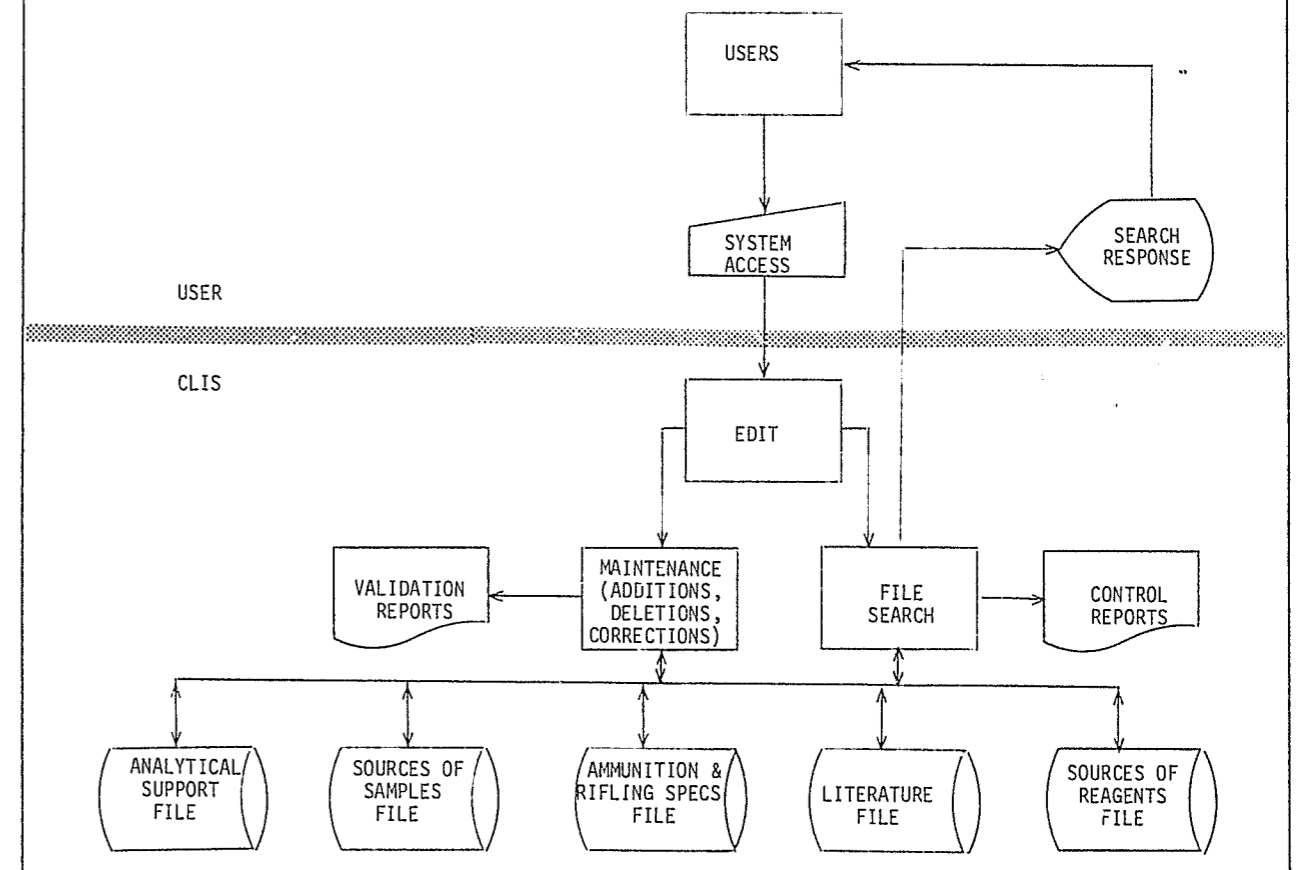 USERS
SYSTEM
ACCESS
SEARCH
RESPONSE
USER
CLIS
EDIT
VALIDATION
REPORTS
MAINTENANCE
(ADDITIONS,
DELETIONS,
CORRECTIONS)
FILE
SEARCH
CONTROL
REPORTS
ANALYTICAL
SUPPORT
FILE
SOURCES OF
SAMPLES
FILE
AMMUNITION &
RIFLING SPECS
FILE
LITERATURE
FILE
SOURCES OF
REAGENTS
FILE